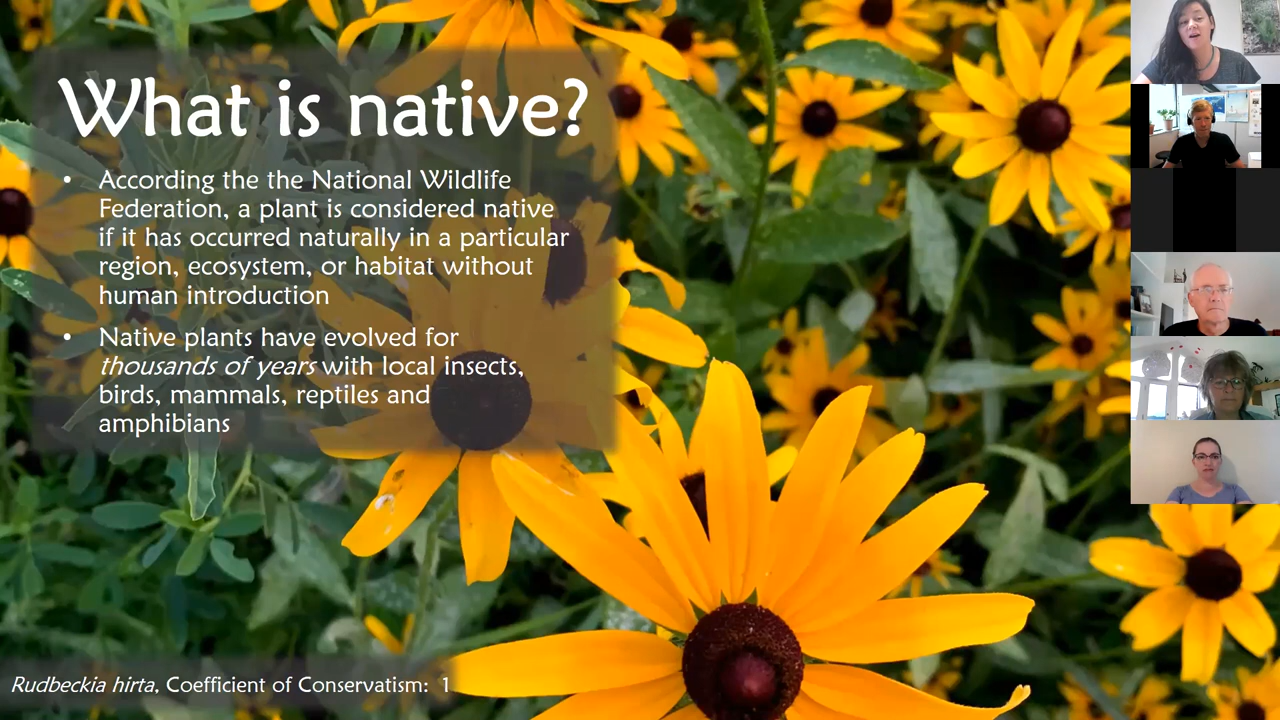 What is native?
• According the the National Wildlife
Federation, a plant is considered native
if it has occurred naturally in a particular
region, ecosystem, or habitat without
human introduction
• Native plants have evolved for
thousands of years with local insects,
birds, mammals, reptiles and
amphibians
Rudbeckia hirta, Coefficient of Conservatism: 1